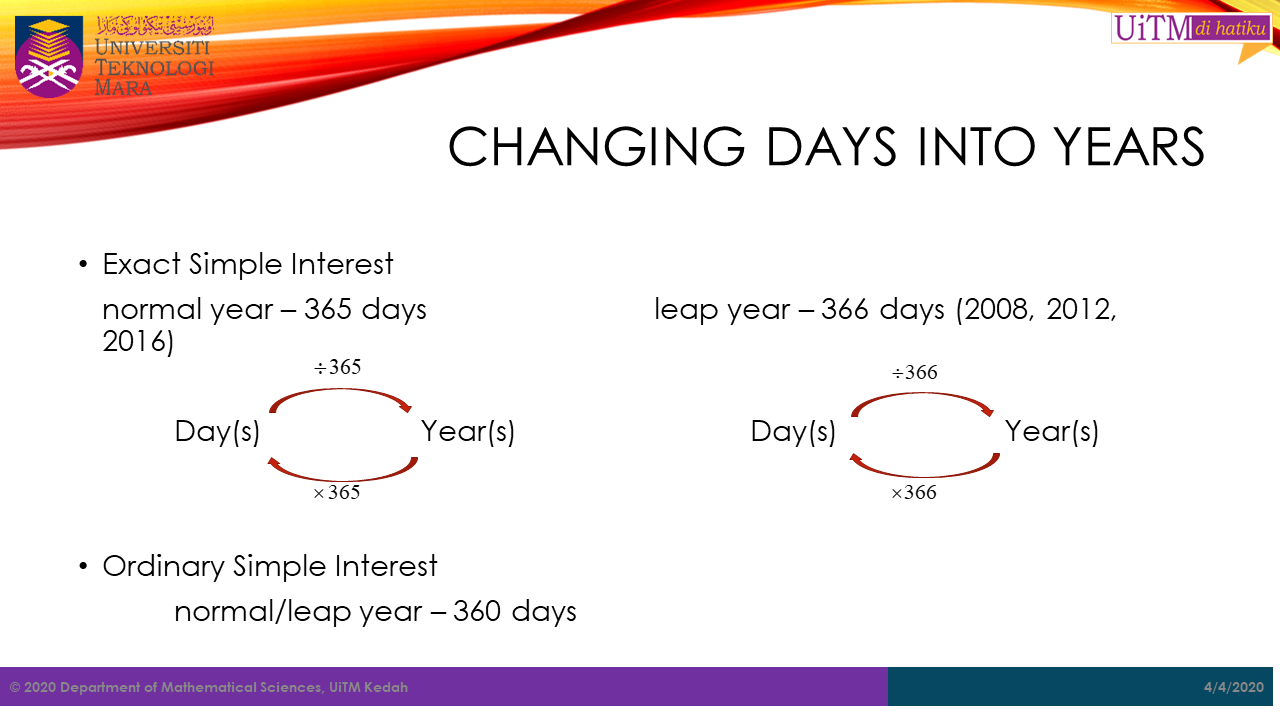 UNIVERSITI
TEKNOLOGI
MARA
UiTM di hatiku
CHANGING DAYS INTO YEARS
• Exact Simple Interest
normal year – 365 days leap year – 366 days (2008, 2012,
2016)
÷365 ÷366
Day(s) Year(s) Day(s) Year(s)
×365 ×366
• Ordinary Simple Interest
normal/leap year – 360 days
© 2020 Department of Mathematical Sciences, UiTM Kedah 4/4/2020